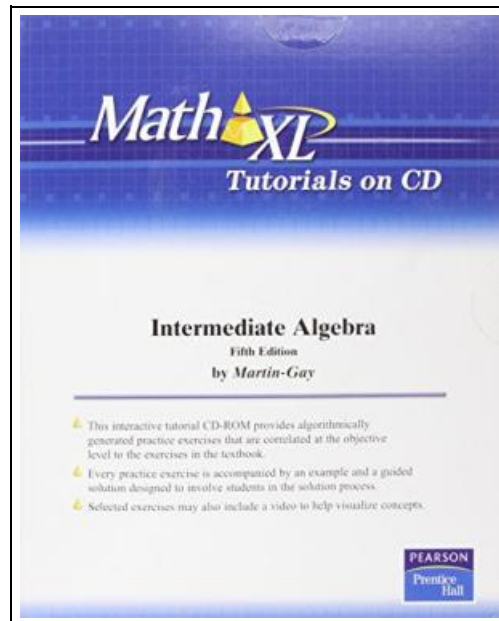 Math XL
Tutorials on CD
Intermediate Algebra
Fifth Edition
by Martin-Gay
This interactive tutorial CD-ROM provides algorithmically
generated practice exercises that are correlated at the objective
level to the exercises in the textbook.
Every practice exercise is accompanied by an example and a guided
solution designed to involve students in the solution process.
Selected exercises may also include a video to help visualize concepts.
PEARSON
Prentice
Hall